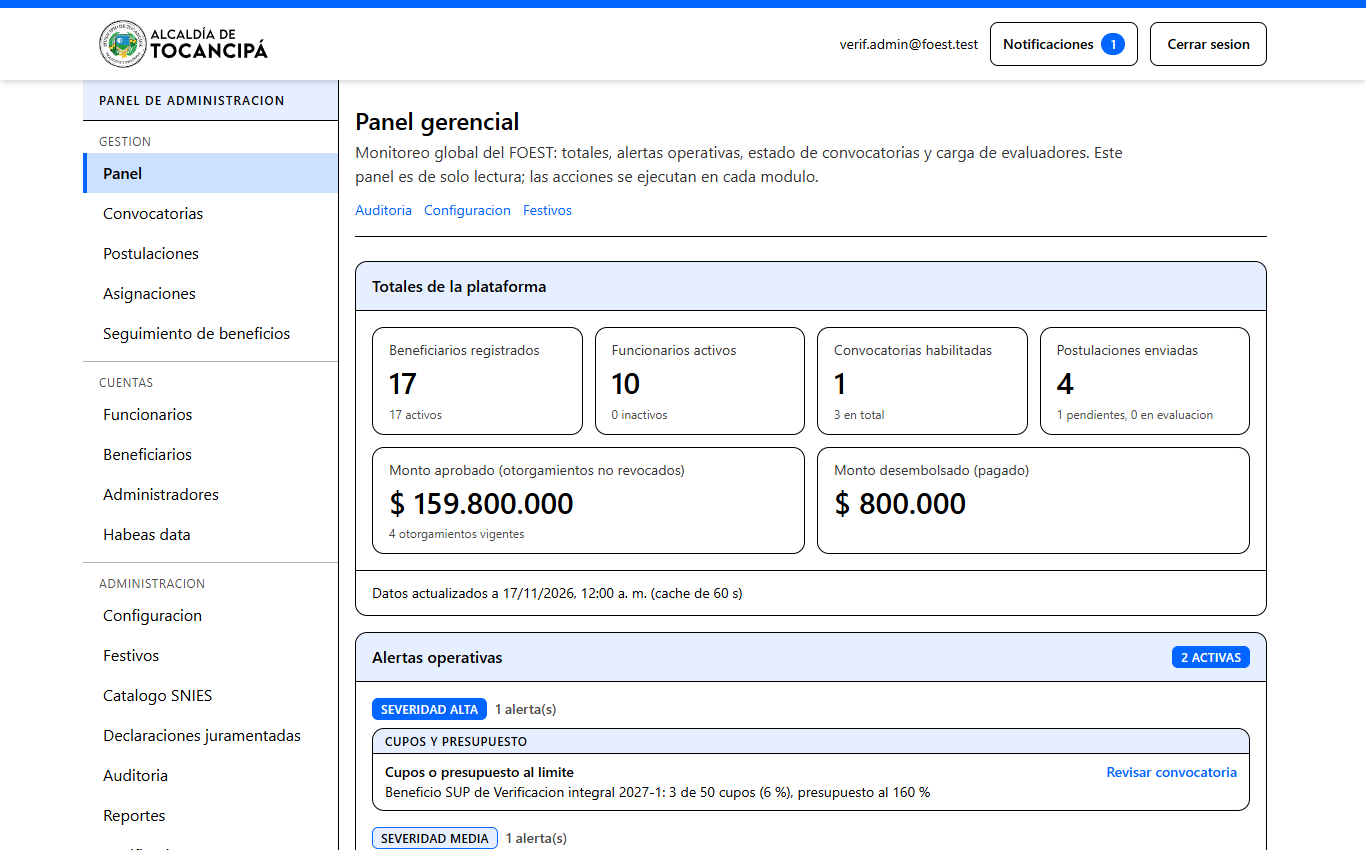 ALCALDÍA DE
TOCANCIPÁ
verif.admin@foest.test
Notificaciones 1
Cerrar sesion
PANEL DE ADMINISTRACION
GESTION
Panel
Convocatorias
Postulaciones
Asignaciones
Seguimiento de beneficios
CUENTAS
Funcionarios
Beneficiarios
Administradores
Habeas data
ADMINISTRACION
Configuracion
Festivos
Catalogo SNIES
Declaraciones juramentadas
Auditoria
Reportes
Panel gerencial
Monitoreo global del FOEST: totales, alertas operativas, estado de convocatorias y carga de evaluadores. Este
panel es de solo lectura; las acciones se ejecutan en cada modulo.
Auditoria Configuracion Festivos
Totales de la plataforma
Beneficiarios registrados
17
17 activos
Funcionarios activos
10
0 inactivos
Convocatorias habilitadas
1
3 en total
Postulaciones enviadas
4
1 pendientes, 0 en evaluacion
Monto aprobado (otorgamientos no revocados)
$ 159.800.000
4 otorgamientos vigentes
Monto desembolsado (pagado)
$ 800.000
Datos actualizados a 17/11/2026, 12:00 a. m. (cache de 60 s)
Alertas operativas
2 ACTIVAS
SEVERIDAD ALTA 1 alerta(s)
CUPOS Y PRESUPUESTO
Cupos o presupuesto al limite
Revisar convocatoria
Beneficio SUP de Verificacion integral 2027-1: 3 de 50 cupos (6 %), presupuesto al 160 %
SEVERIDAD MEDIA 1 alerta(s)